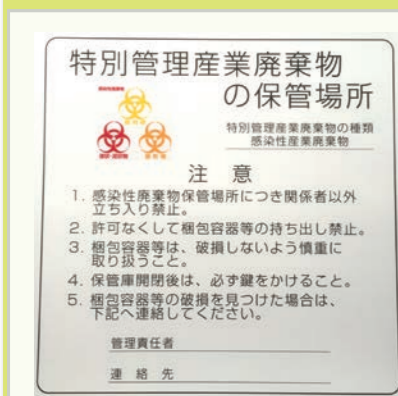 特別管理産業廃棄物
の保管場所
特別管理産業廃棄物の種類
感染性産業廃棄物
注 意
1. 感染性廃棄物保管場所につき関係者以外
立ち入り禁止。
2. 許可なくして梱包容器等の持ち出し禁止。
3. 梱包容器等は、破損しないよう慎重に
取り扱うこと。
4. 保管庫開閉後は、必ず鍵をかけること。
5. 梱包容器等の破損を見つけた場合は、
下記へ連絡してください。
管理責任者
連 絡 先